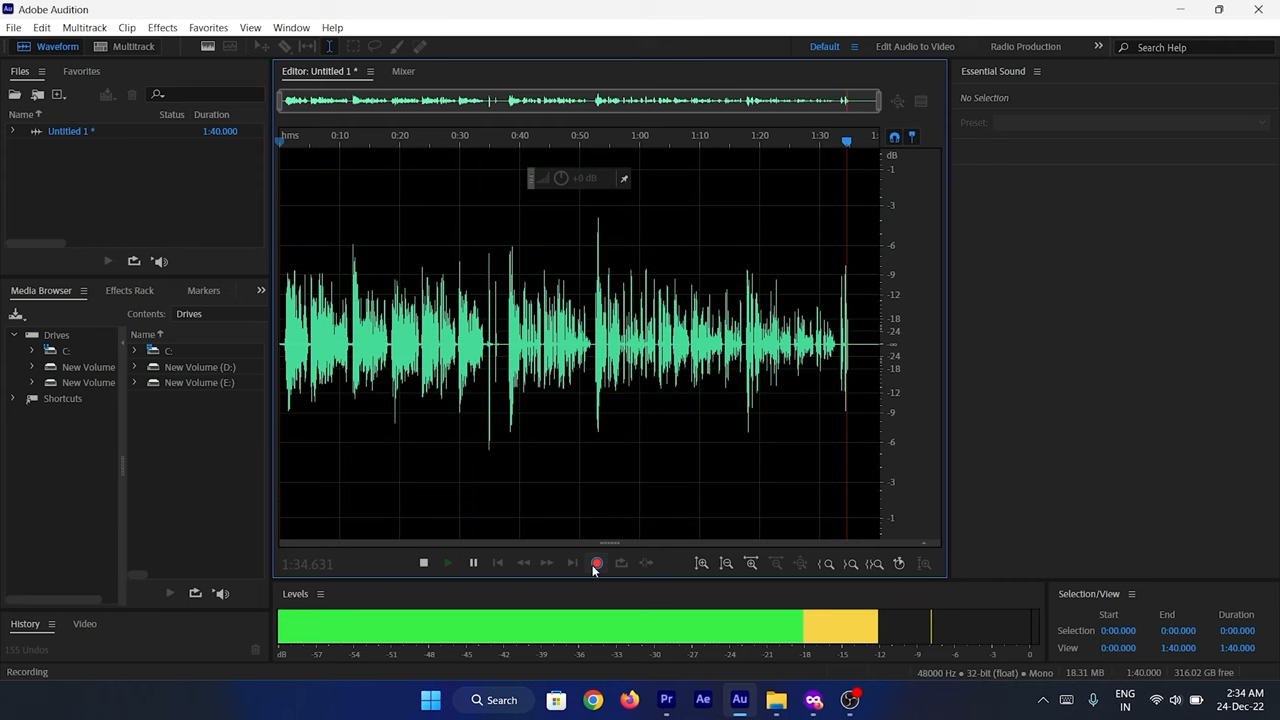 Adobe Audition
File Edit Multitrack Clip Effects Favorites View Window Help
Waveform Multitrack Default Edit Audio to Video Radio Production Search Help
Files Favorites
Editor: Untitled 1 * Mixer
Essential Sound
No Selection
Preset:
Name Status Duration
Untitled 1 * 1:40.000
hms 0:10 0:20 0:30 0:40 0:50 1:00 1:10 1:20 1:30 1:
dB
-1
-3
-6
-9
-12
-18
-24
-∞
-24
-18
-12
-9
-6
-3
-1
+0 dB
Media Browser Effects Rack Markers
Contents: Drives
Drives
C:
New Volume
New Volume
Shortcuts
Name
C:
New Volume (D:)
New Volume (E:)
1:34.631
History Video
155 Undos
Levels
dB -57 -54 -51 -48 -45 -42 -39 -36 -33 -30 -27 -24 -21 -18 -15 -12 -9 -6 -3 0
Selection/View
Start End Duration
Selection 0:00.000 0:00.000 0:00.000
View 0:00.000 1:40.000 1:40.000
Recording
48000 Hz • 32-bit (float) • Mono 18.31 MB 1:40.000 316.02 GB free
Search
Pr Ae Au
ENG
IN
2:34 AM
24-Dec-22